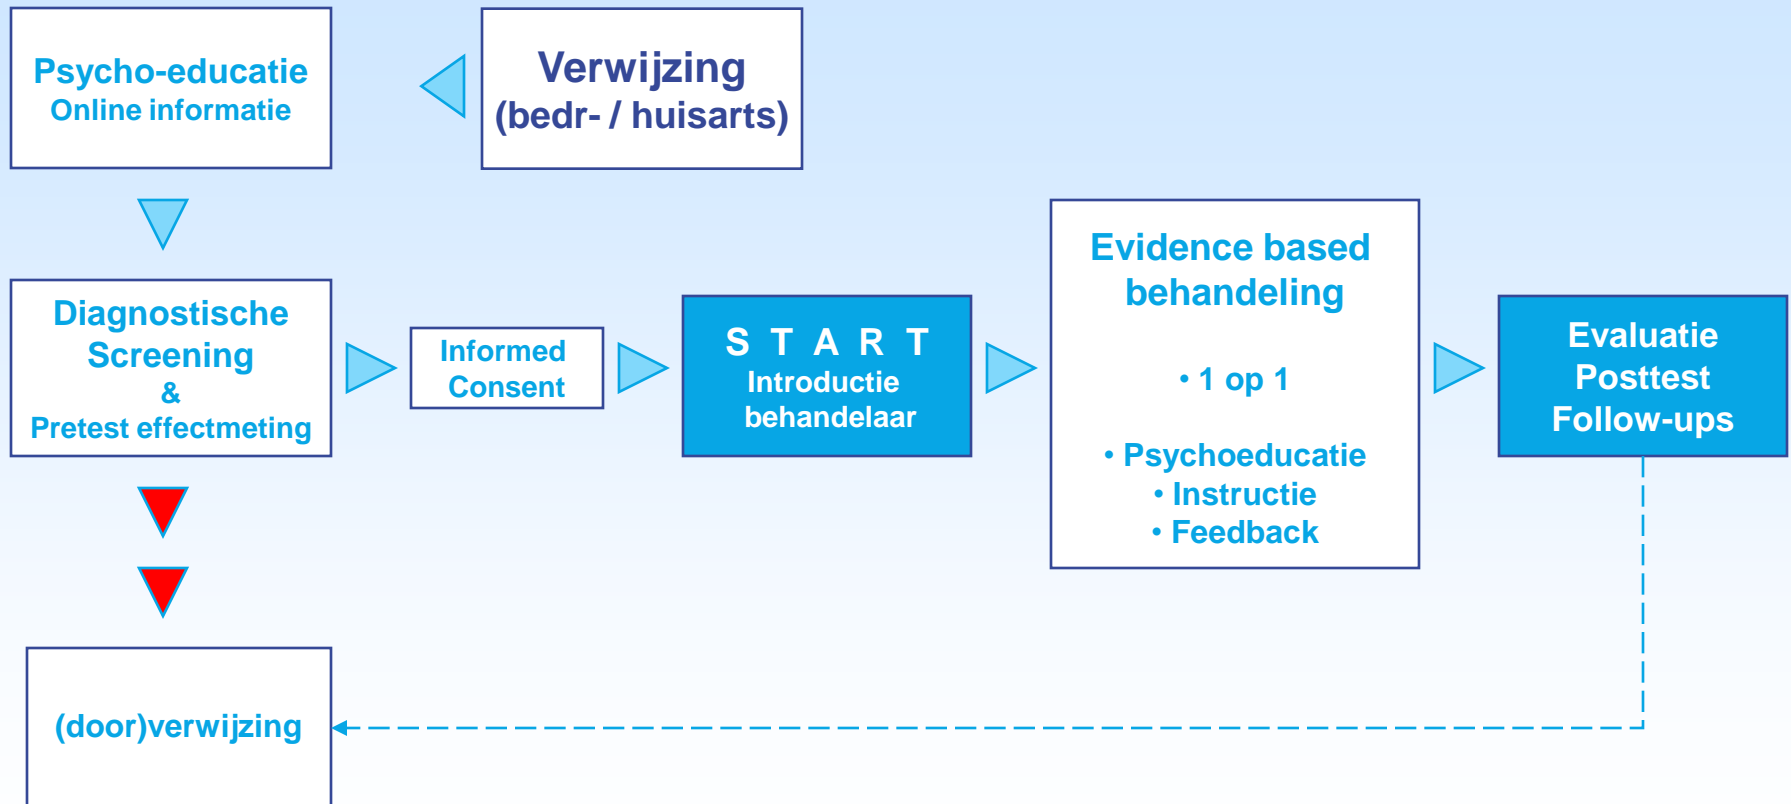 Psycho-educatie
Online informatie
Verwijzing
(bedr- / huisarts)
Diagnostische
Screening
&
Pretest effectmeting
Informed
Consent
S T A R T
Introductie
behandelaar
Evidence based
behandeling
• 1 op 1
• Psychoeducatie
• Instructie
• Feedback
Evaluatie
Posttest
Follow-ups
(door)verwijzing